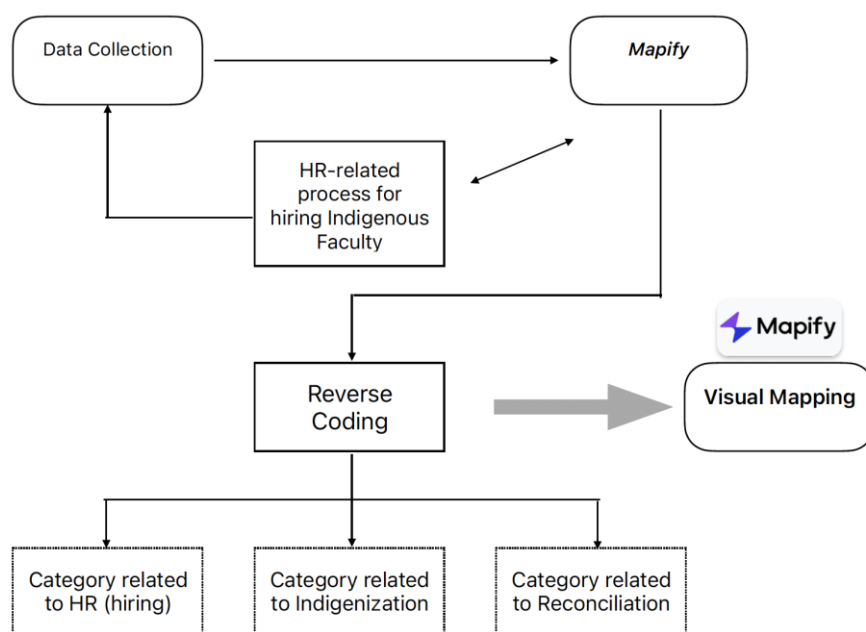 Data Collection
Mapify
HR-related
process for
hiring Indigenous
Faculty
Mapify
Reverse
Coding
Visual Mapping
Category related
to HR (hiring)
Category related
to Indigenization
Category related
to Reconciliation